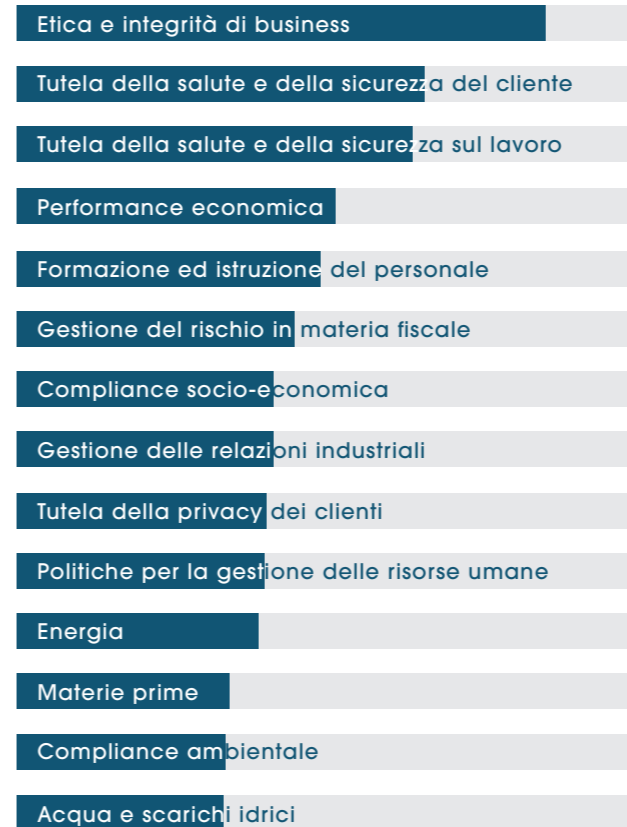 Etica e integrità di business
Tutela della salute e della sicurezza del cliente
Tutela della salute e della sicurezza sul lavoro
Performance economica
Formazione ed istruzione del personale
Gestione del rischio in materia fiscale
Compliance socio-economica
Gestione delle relazioni industriali
Tutela della privacy dei clienti
Politiche per la gestione delle risorse umane
Energia
Materie prime
Compliance ambientale
Acqua e scarichi idrici